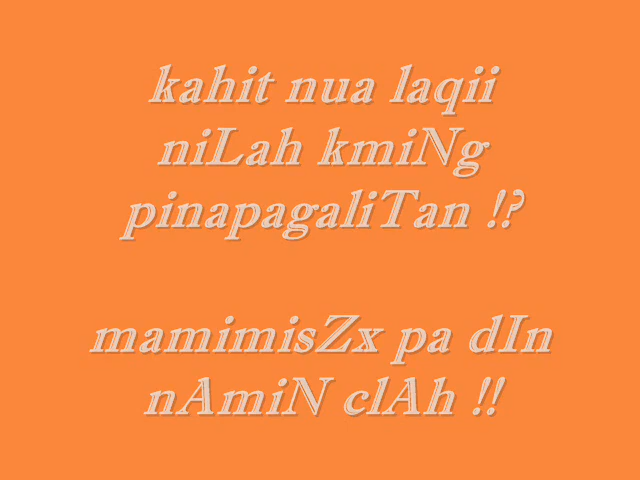 kahit nua laqii
niLah kmiNg
pinapagaliTan !?
mamimisZx pa dIn
nAmiN clAh !!